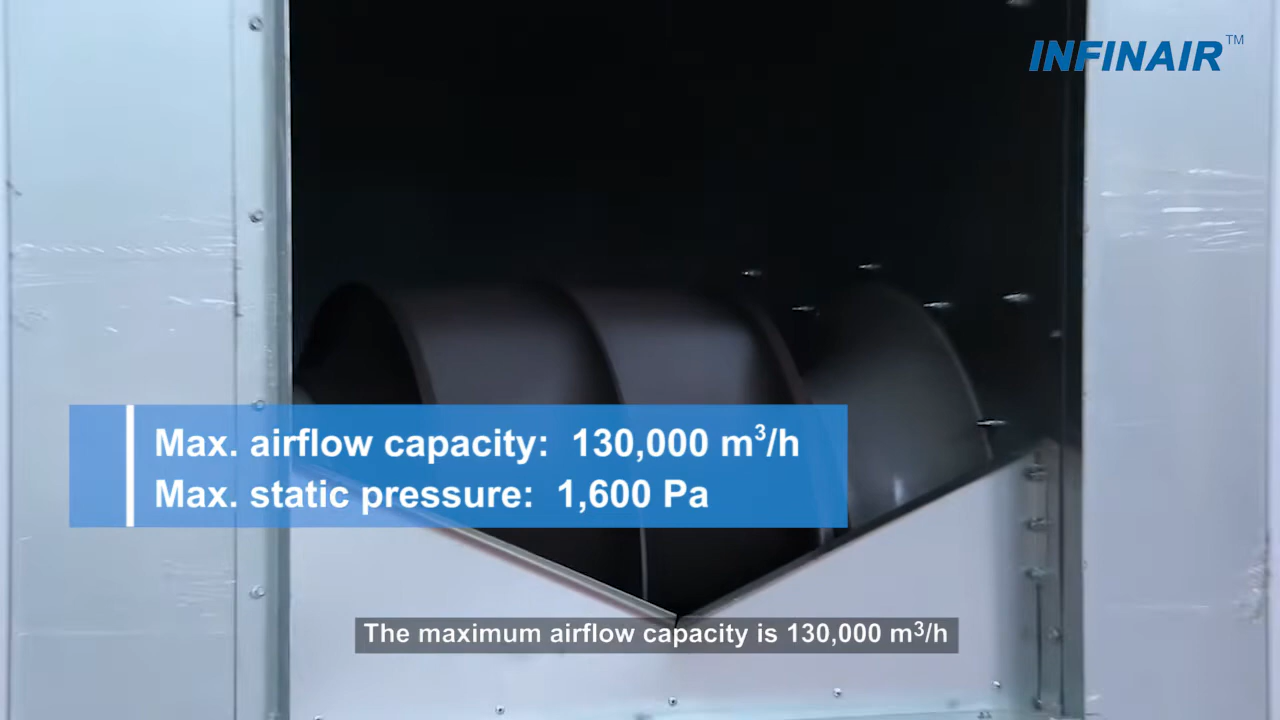 INFINAIR™
Max. airflow capacity: 130,000 m³/h
Max. static pressure: 1,600 Pa
The maximum airflow capacity is 130,000 m³/h